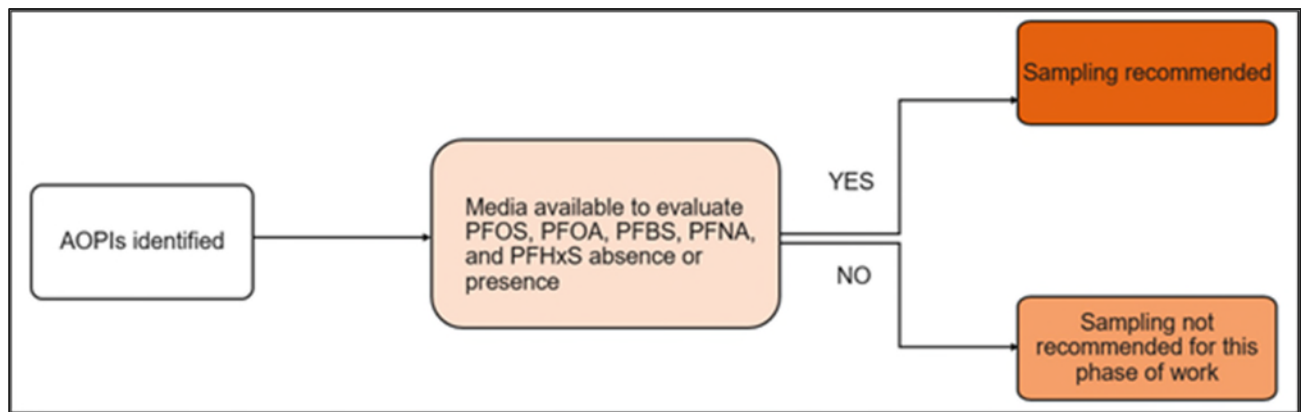 AOPIs identified
Media available to evaluate
PFOS, PFOA, PFBS, PFNA,
and PFHxS absence or
presence
YES
NO
Sampling recommended
Sampling not
recommended for this
phase of work